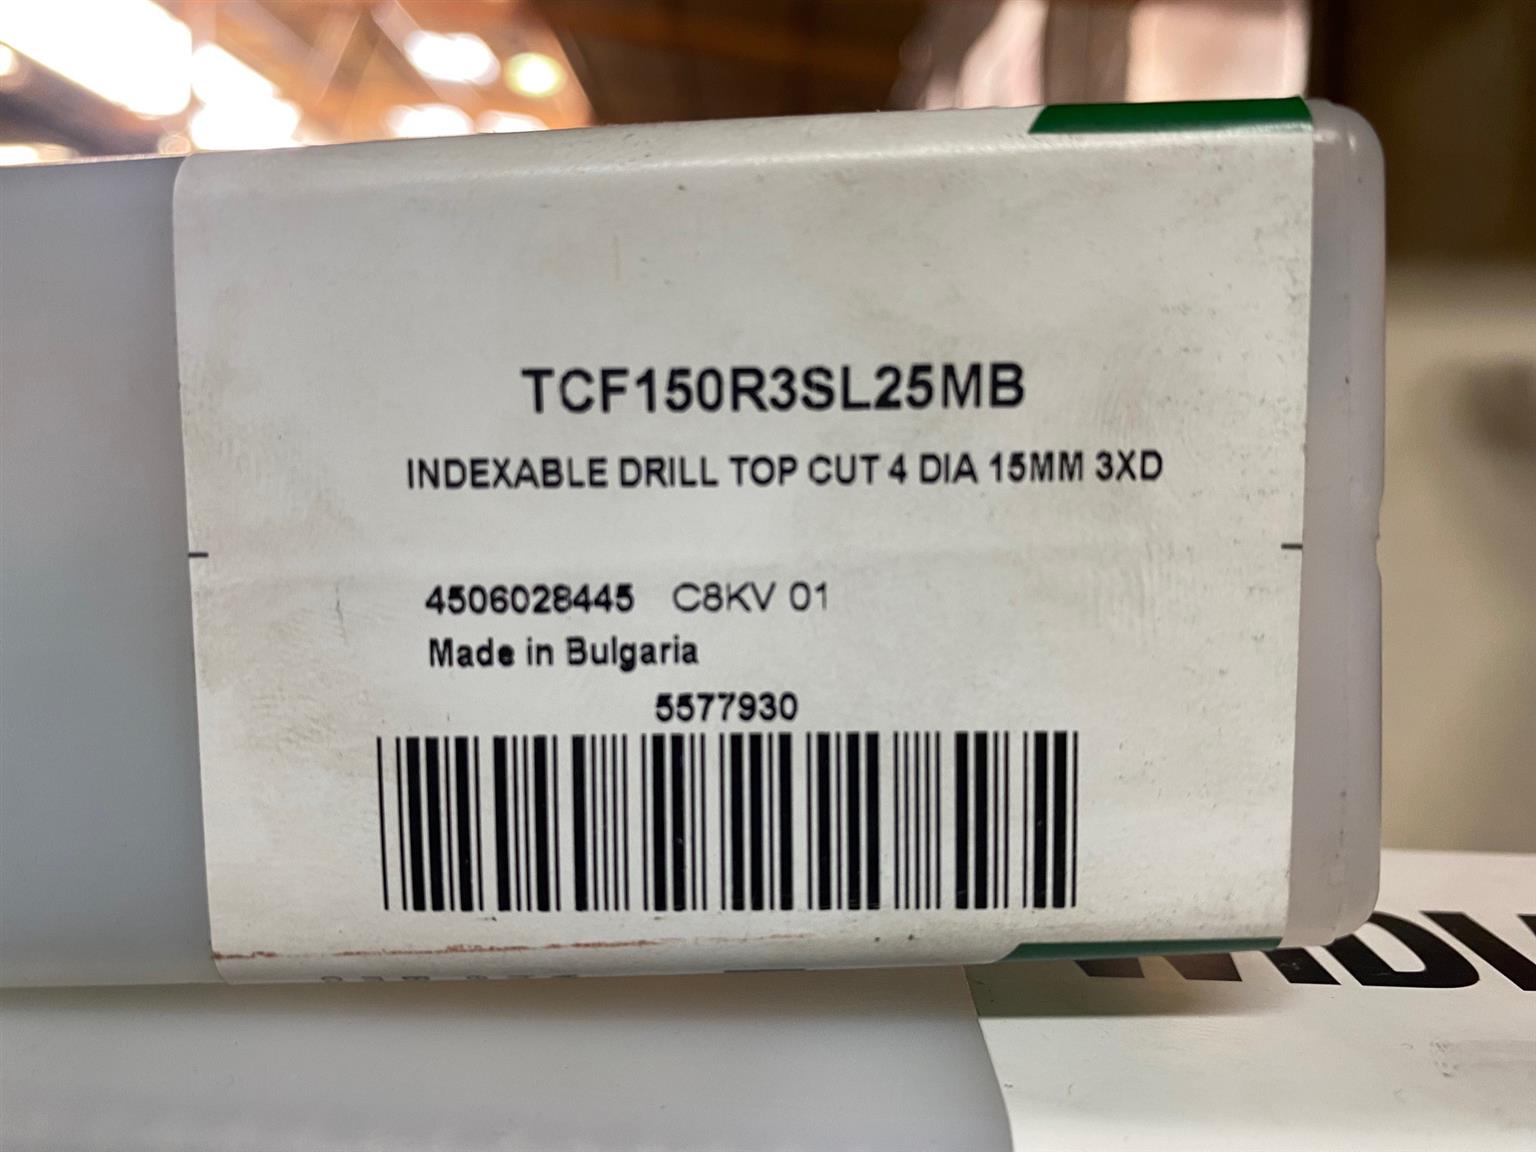 TCF150R3SL25MB
INDEXABLE DRILL TOP CUT 4 DIA 15MM 3XD
4506028445 C8KV 01
Made in Bulgaria
5577930